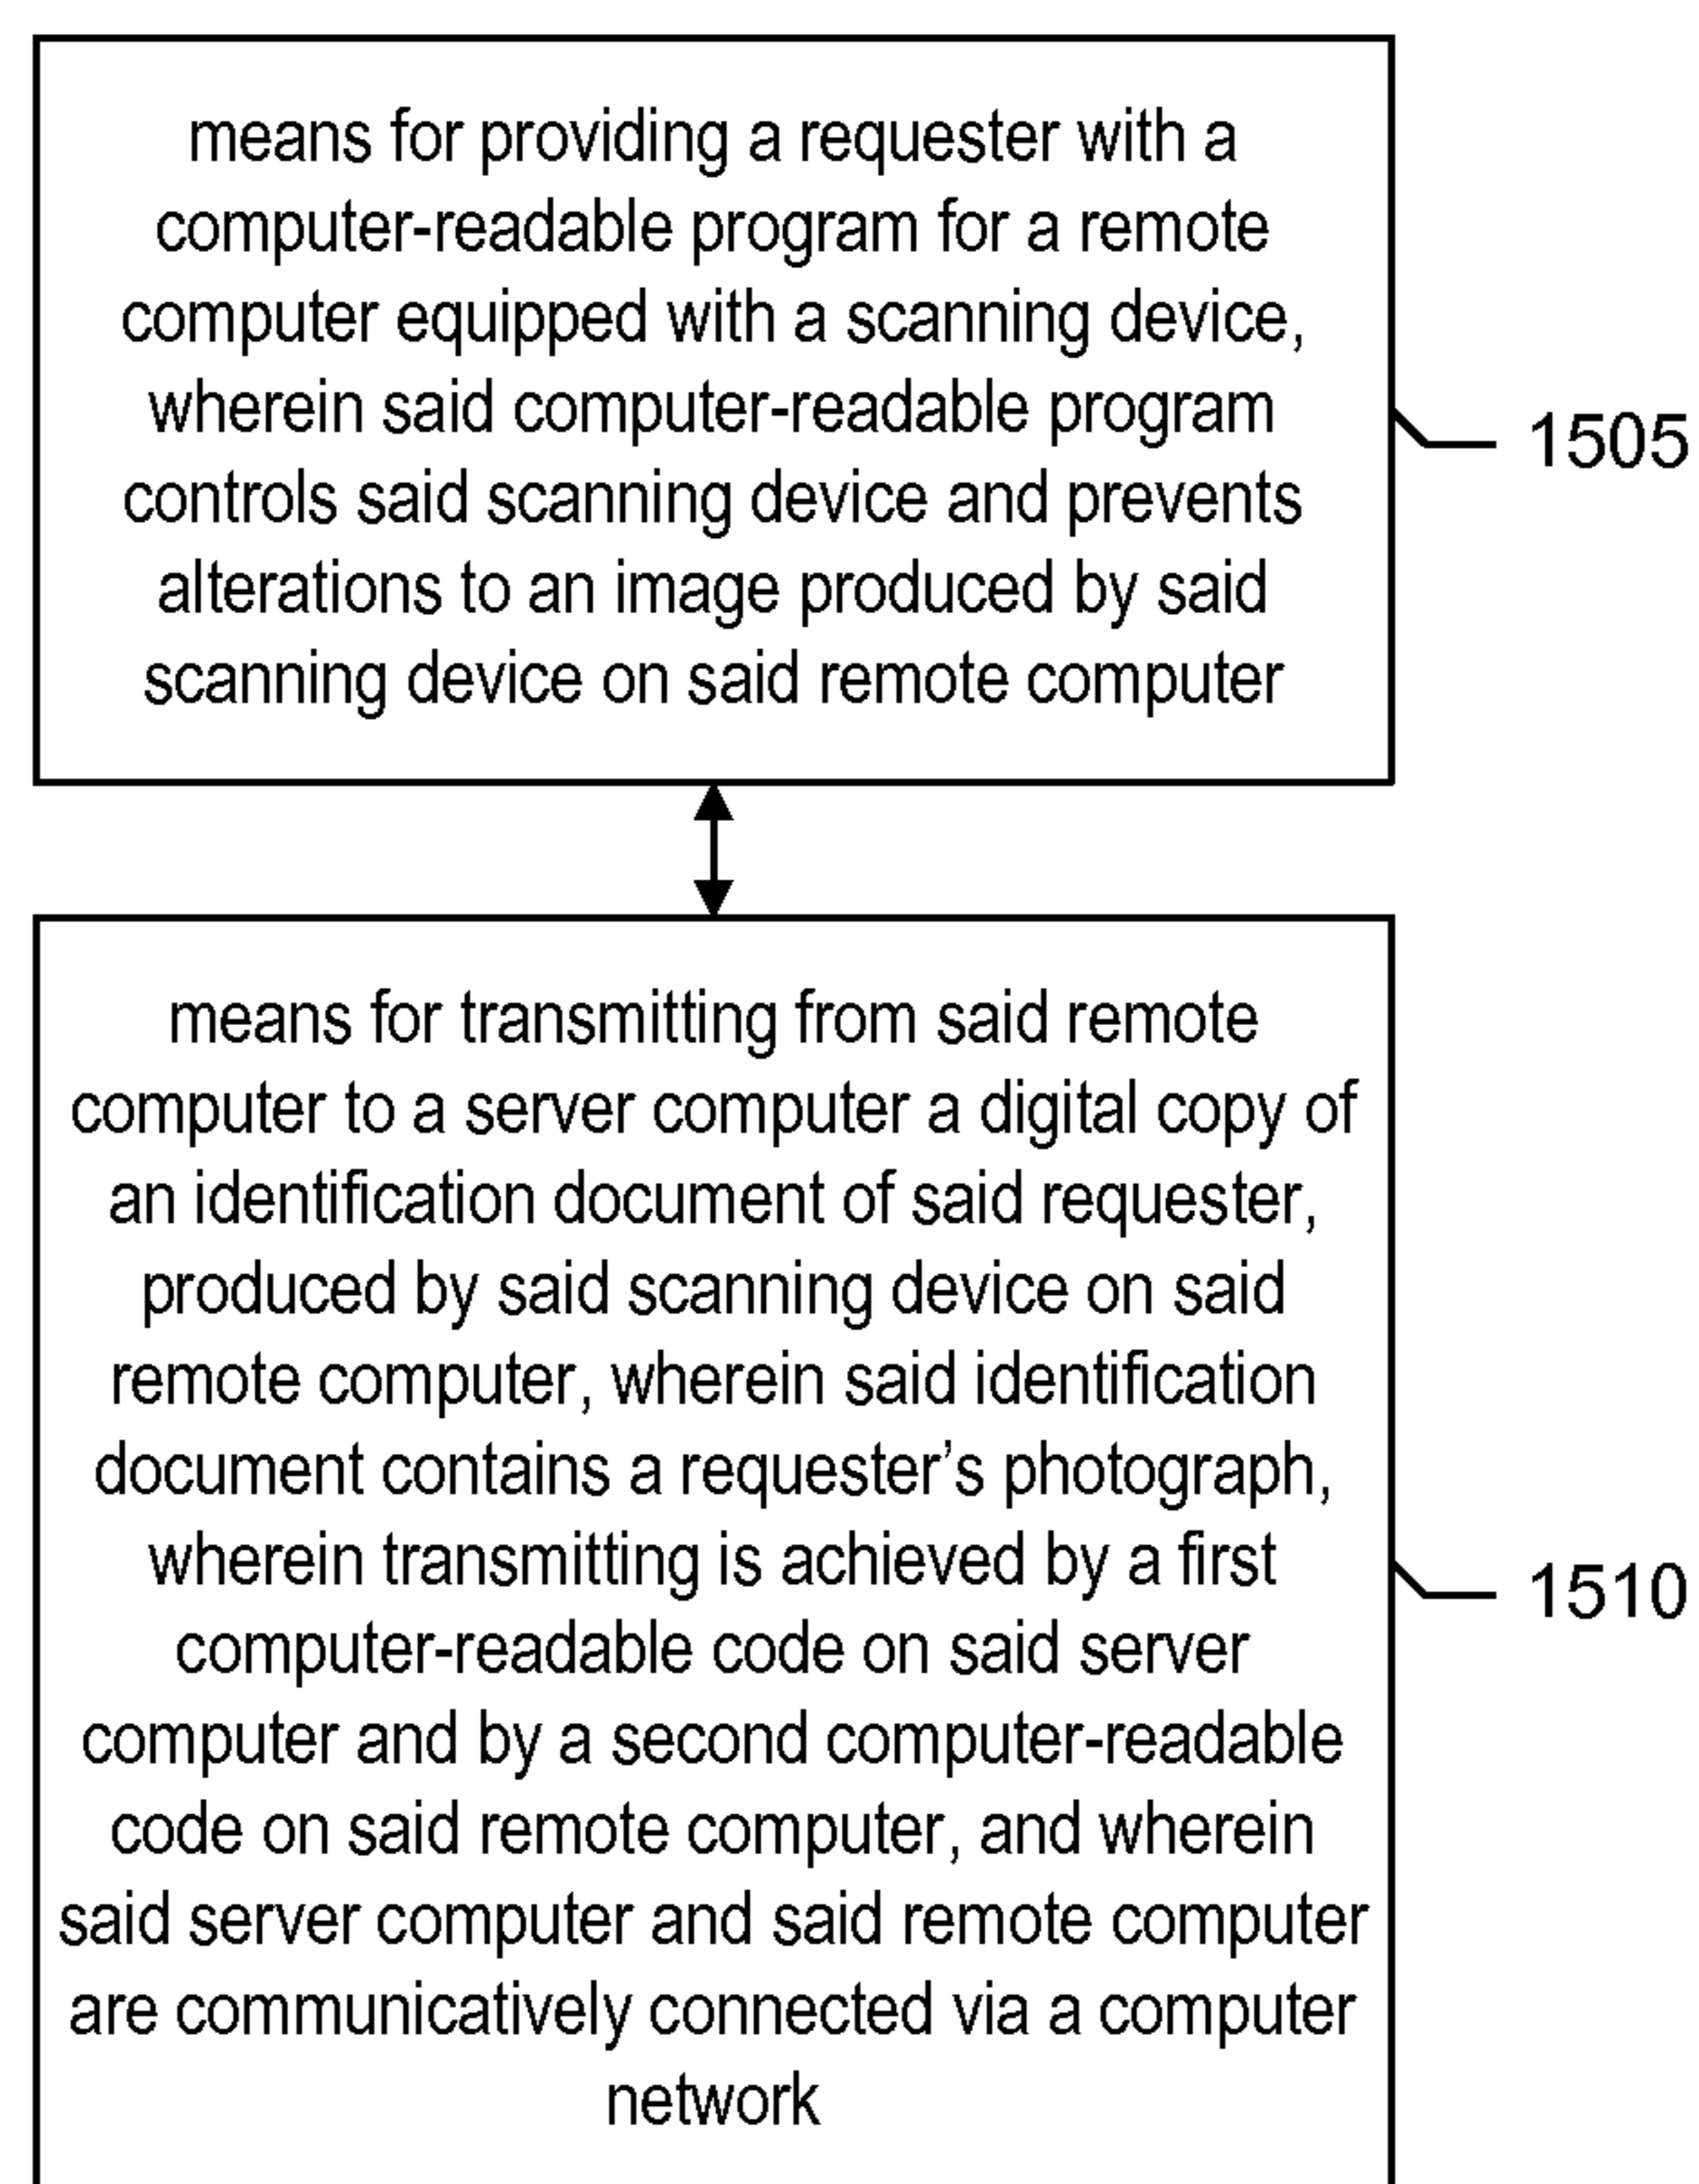 means for providing a requester with a
computer-readable program for a remote
computer equipped with a scanning device,
wherein said computer-readable program
controls said scanning device and prevents
alterations to an image produced by said
scanning device on said remote computer
1505
means for transmitting from said remote
computer to a server computer a digital copy of
an identification document of said requester,
produced by said scanning device on said
remote computer, wherein said identification
document contains a requester’s photograph,
wherein transmitting is achieved by a first
computer-readable code on said server
computer and by a second computer-readable
code on said remote computer, and wherein
said server computer and said remote computer
are communicatively connected via a computer
network
1510